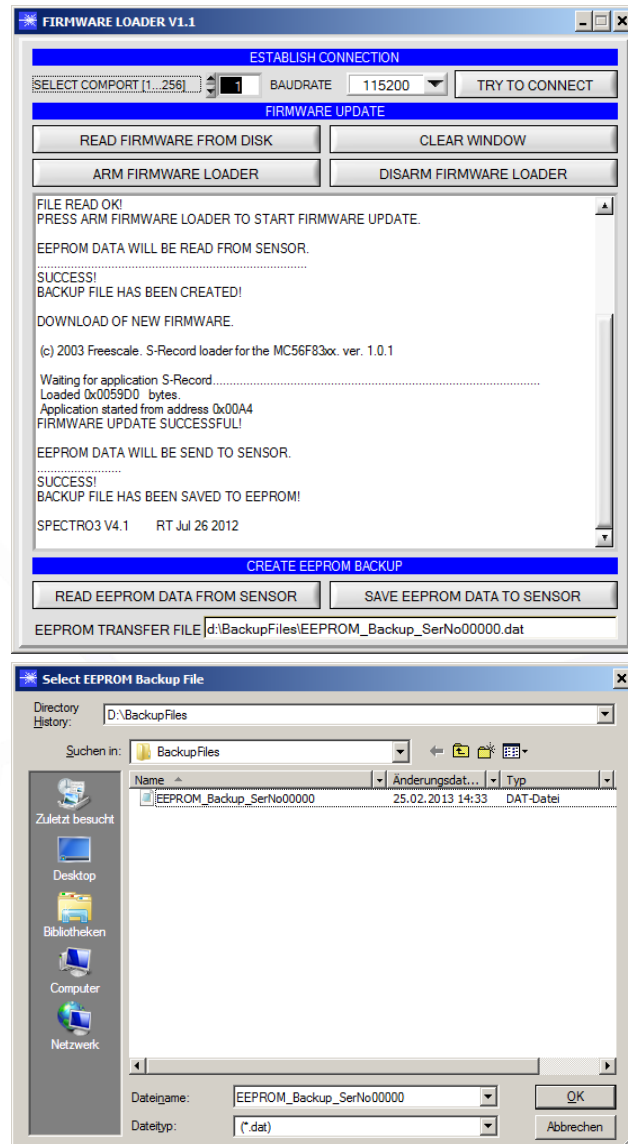 FIRMWARE LOADER V1.1
ESTABLISH CONNECTION
SELECT COMPORT [1...256] 1 BAUDRATE 115200 TRY TO CONNECT
FIRMWARE UPDATE
READ FIRMWARE FROM DISK CLEAR WINDOW
ARM FIRMWARE LOADER DISARM FIRMWARE LOADER
FILE READ OK!
PRESS ARM FIRMWARE LOADER TO START FIRMWARE UPDATE.
EEPROM DATA WILL BE READ FROM SENSOR.
....................................................................
SUCCESS!
BACKUP FILE HAS BEEN CREATED!
DOWNLOAD OF NEW FIRMWARE.
(c) 2003 Freescale. S-Record loader for the MC56F83xx. ver. 1.0.1
Waiting for application S-Record....................................................................................
Loaded 0x0059D0 bytes.
Application started from address 0x00A4
FIRMWARE UPDATE SUCCESSFUL!
EEPROM DATA WILL BE SEND TO SENSOR.
.....................
SUCCESS!
BACKUP FILE HAS BEEN SAVED TO EEPROM!
SPECTRO3 V4.1 RT Jul 26 2012
CREATE EEPROM BACKUP
READ EEPROM DATA FROM SENSOR SAVE EEPROM DATA TO SENSOR
EEPROM TRANSFER FILE d:\BackupFiles\EEPROM_Backup_SerNo00000.dat
Select EEPROM Backup File
Directory
History: D:\BackupFiles
Suchen in: BackupFiles
Name Änderungsdat... Typ
EEPROM_Backup_SerNo00000 25.02.2013 14:33 DAT-Datei
Zuletzt besucht
Desktop
Bibliotheken
Computer
Netzwerk
Dateiname: EEPROM_Backup_SerNo00000 OK
Dateityp: (*.dat) Abbrechen